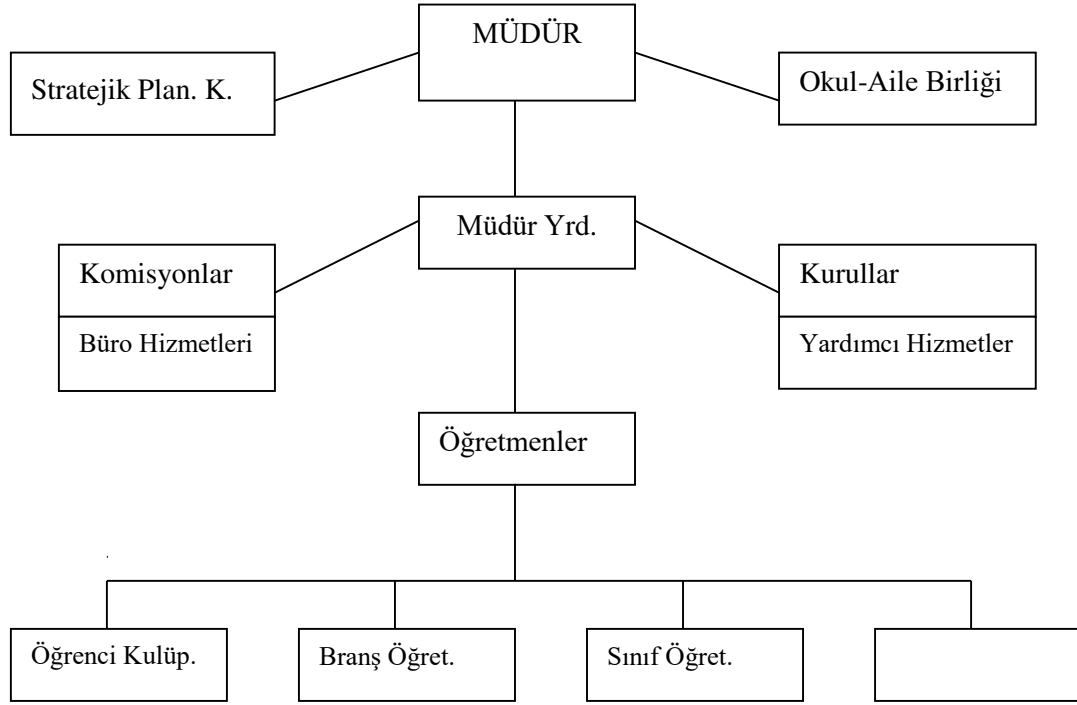 MÜDÜR
Stratejik Plan. K.
Okul-Aile Birliği
Müdür Yrd.
Komisyonlar
Kurullar
Büro Hizmetleri
Yardımcı Hizmetler
Öğretmenler
Öğrenci Kulüp.
Branş Öğret.
Sınıf Öğret.